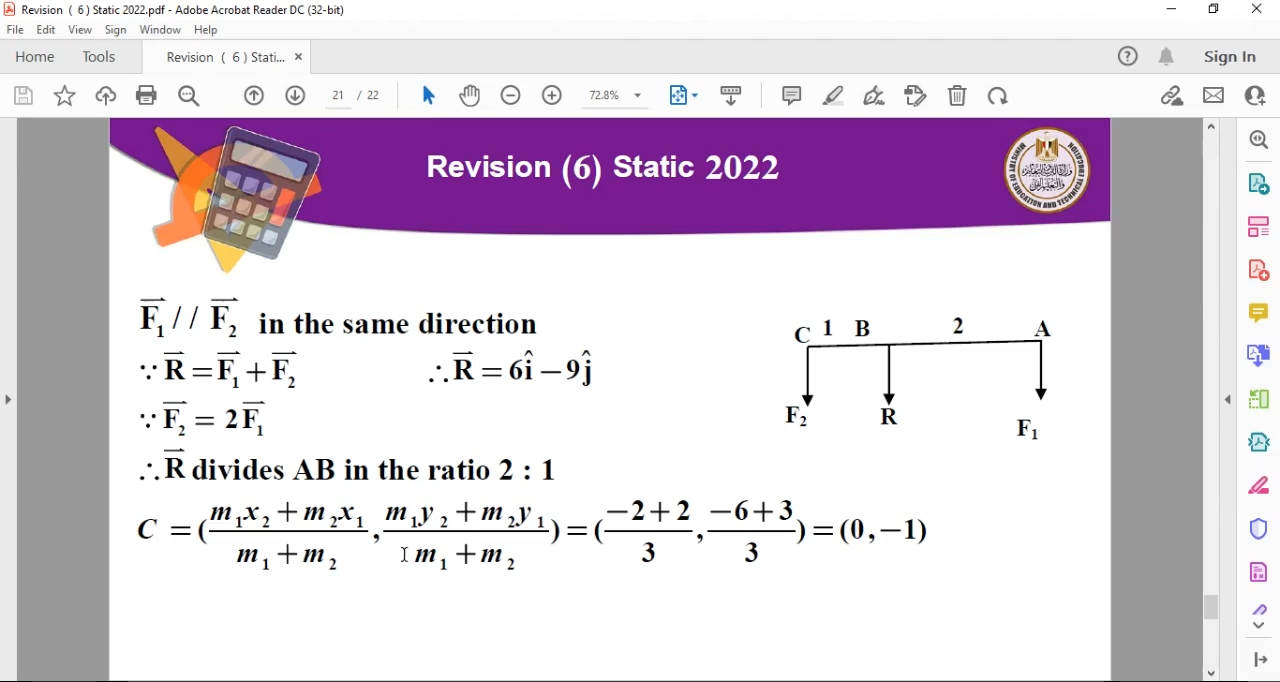 Revision ( 6 ) Static 2022.pdf - Adobe Acrobat Reader DC (32-bit)
File Edit View Sign Window Help
Home Tools Revision ( 6 ) Stati... × Sign In
21 / 22 72.8%
Revision (6) Static 2022
F₁ // F₂ in the same direction
∵ R = F₁ + F₂ ∴ R = 6î − 9ĵ
∵ F₂ = 2 F₁
∴ R divides AB in the ratio 2 : 1
C = ( (m₁x₂ + m₂x₁)/(m₁ + m₂) , (m₁y₂ + m₂y₁)/(m₁ + m₂) ) = ( (−2 + 2)/3 , (−6 + 3)/3 ) = (0, −1)
C 1 B 2 A
F₂ R F₁